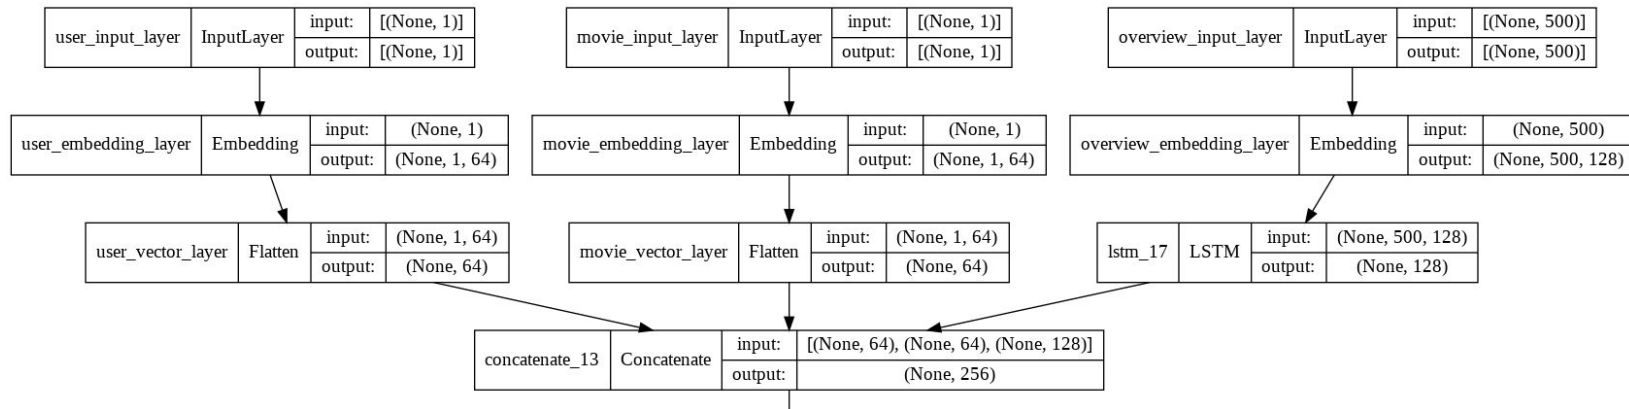 user_input_layer InputLayer input: [(None, 1)]
output: [(None, 1)]
movie_input_layer InputLayer input: [(None, 1)]
output: [(None, 1)]
overview_input_layer InputLayer input: [(None, 500)]
output: [(None, 500)]
user_embedding_layer Embedding input: (None, 1)
output: (None, 1, 64)
movie_embedding_layer Embedding input: (None, 1)
output: (None, 1, 64)
overview_embedding_layer Embedding input: (None, 500)
output: (None, 500, 128)
user_vector_layer Flatten input: (None, 1, 64)
output: (None, 64)
movie_vector_layer Flatten input: (None, 1, 64)
output: (None, 64)
lstm_17 LSTM input: (None, 500, 128)
output: (None, 128)
concatenate_13 Concatenate input: [(None, 64), (None, 64), (None, 128)]
output: (None, 256)